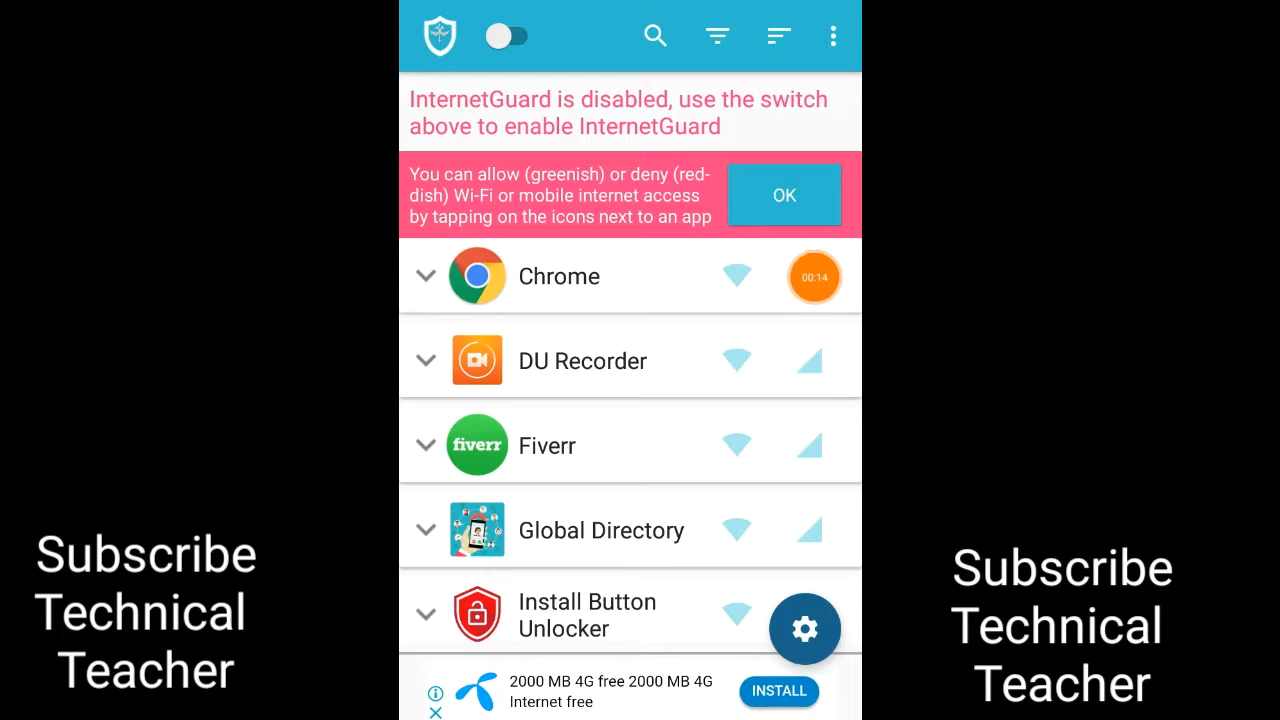 InternetGuard is disabled, use the switch
above to enable InternetGuard
You can allow (greenish) or deny (red-
dish) Wi-Fi or mobile internet access
by tapping on the icons next to an app
OK
Chrome
00:14
DU Recorder
fiverr
Fiverr
Global Directory
Install Button
Unlocker
2000 MB 4G free 2000 MB 4G
Internet free
INSTALL
Subscribe
Technical
Teacher
Subscribe
Technical
Teacher